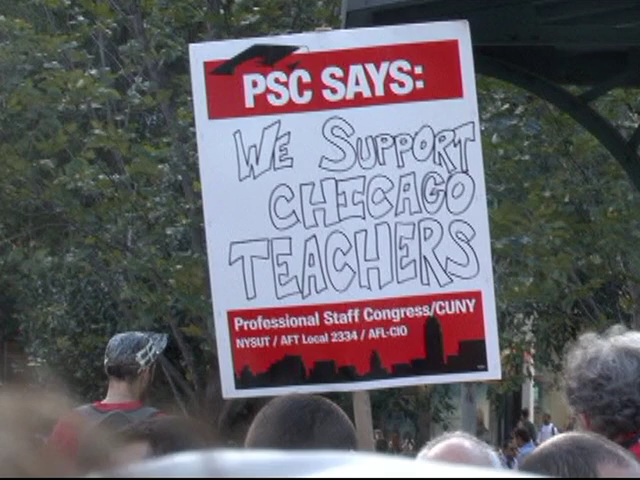 PSC SAYS:
WE SUPPORT
CHICAGO
TEACHERS
Professional Staff Congress/CUNY
NYSUT / AFT Local 2334 / AFL-CIO